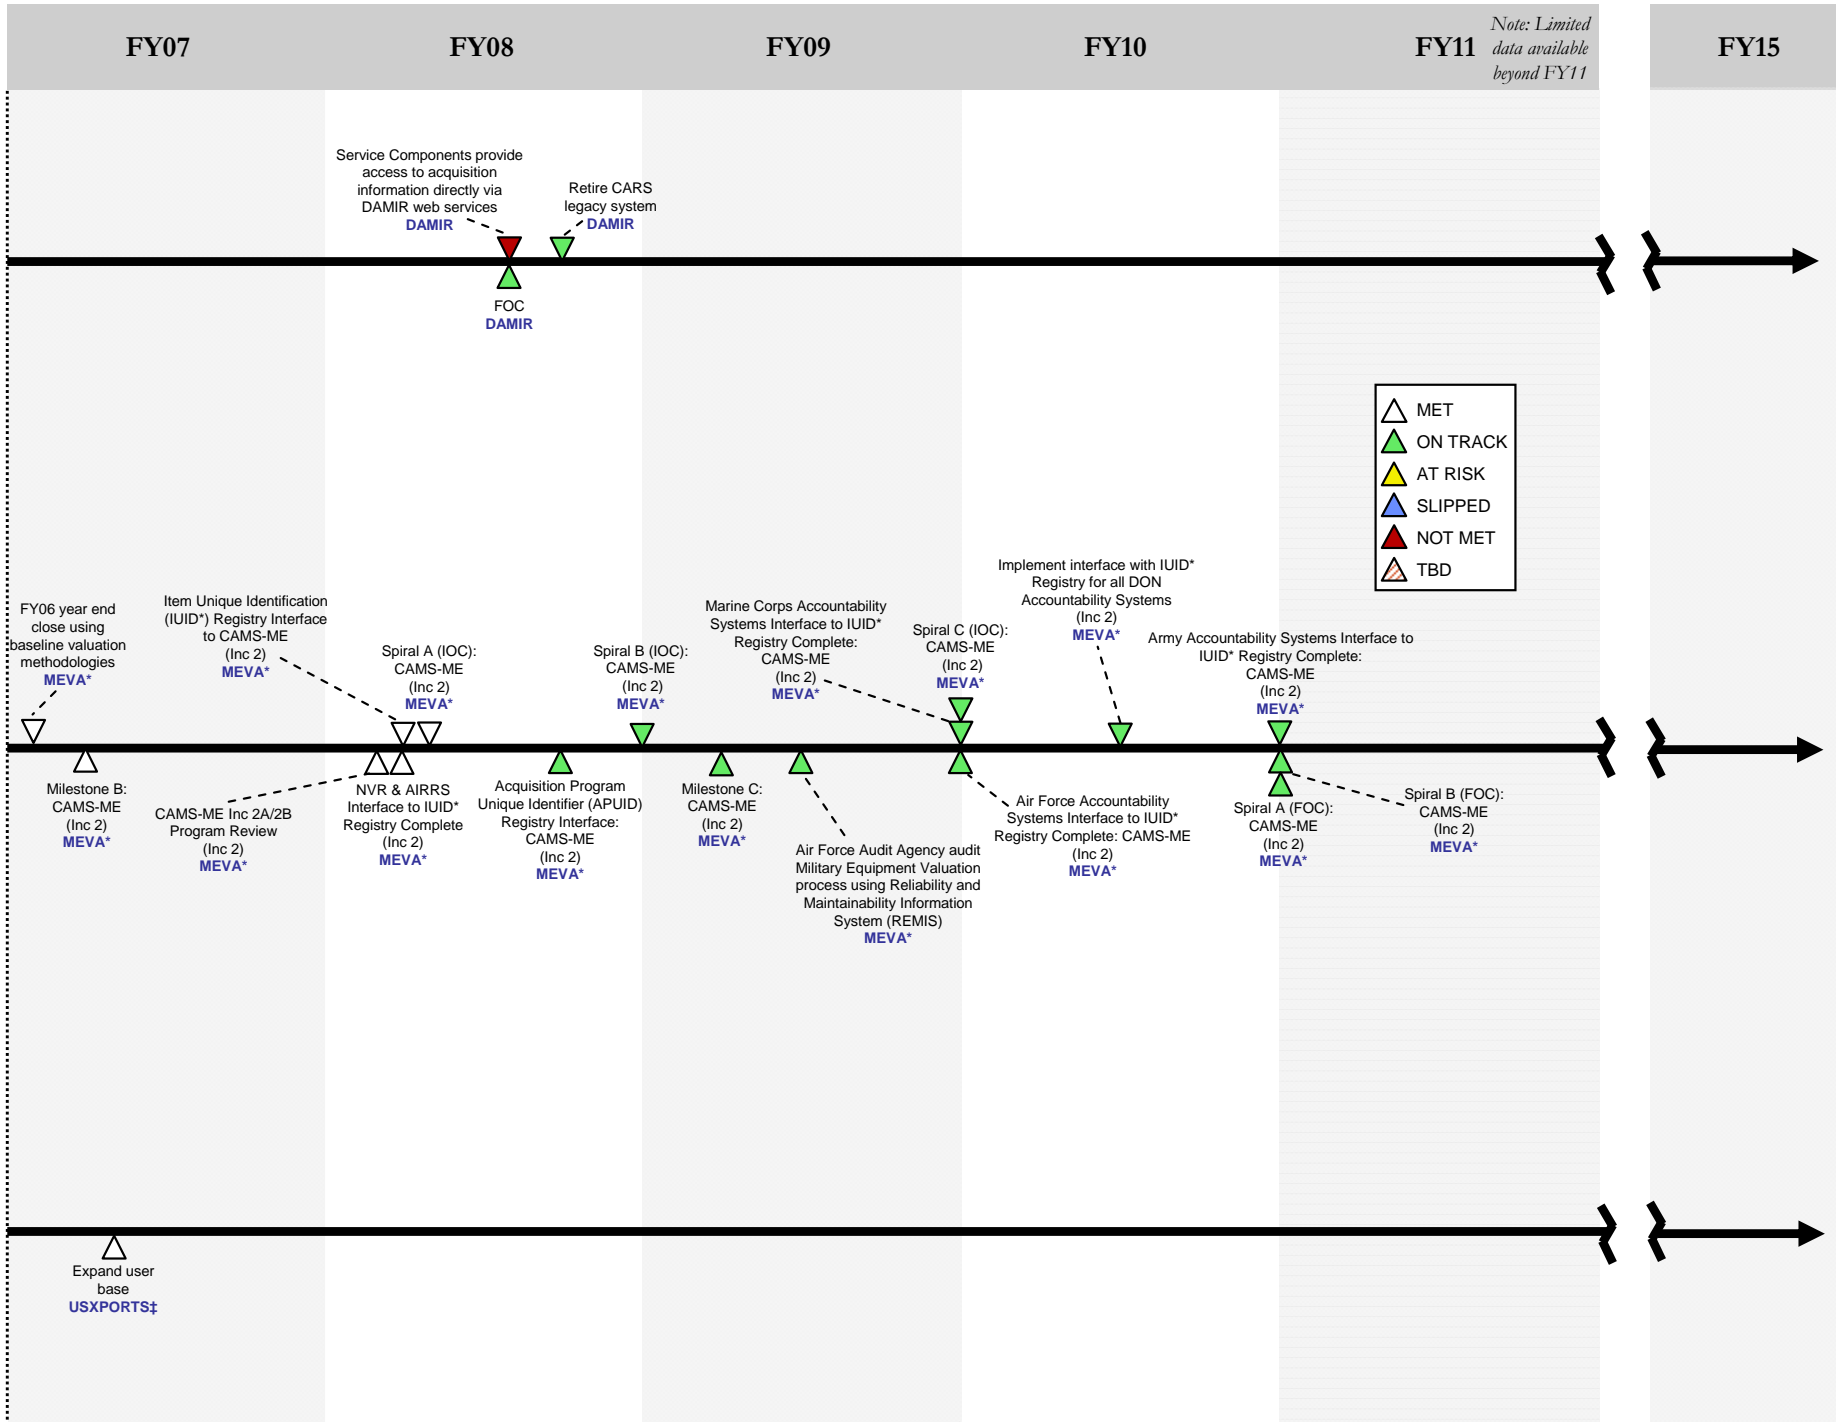 FY07
FY08
FY09
FY10
FY11
Note: Limited
data available
beyond FY11
FY15
Service Components provide
access to acquisition
information directly via
DAMIR web services
DAMIR
Retire CARS
legacy system
DAMIR
FOC
DAMIR
MET
ON TRACK
AT RISK
SLIPPED
NOT MET
TBD
FY06 year end
close using
baseline valuation
methodologies
MEVA*
Item Unique Identification
(IUID*) Registry Interface
to CAMS-ME
(Inc 2)
MEVA*
Spiral A (IOC):
CAMS-ME
(Inc 2)
MEVA*
Spiral B (IOC):
CAMS-ME
(Inc 2)
MEVA*
Marine Corps Accountability
Systems Interface to IUID*
Registry Complete:
CAMS-ME
(Inc 2)
MEVA*
Spiral C (IOC):
CAMS-ME
(Inc 2)
MEVA*
Implement interface with IUID*
Registry for all DON
Accountability Systems
(Inc 2)
MEVA*
Army Accountability Systems Interface to
IUID* Registry Complete:
CAMS-ME
(Inc 2)
MEVA*
Milestone B:
CAMS-ME
(Inc 2)
MEVA*
CAMS-ME Inc 2A/2B
Program Review
(Inc 2)
MEVA*
NVR & AIRRS
Interface to IUID*
Registry Complete
(Inc 2)
MEVA*
Acquisition Program
Unique Identifier (APUID)
Registry Interface:
CAMS-ME
(Inc 2)
MEVA*
Milestone C:
CAMS-ME
(Inc 2)
MEVA*
Air Force Audit Agency audit
Military Equipment Valuation
process using Reliability and
Maintainability Information
System (REMIS)
MEVA*
Air Force Accountability
Systems Interface to IUID*
Registry Complete: CAMS-ME
(Inc 2)
MEVA*
Spiral A (FOC):
CAMS-ME
(Inc 2)
MEVA*
Spiral B (FOC):
CAMS-ME
(Inc 2)
MEVA*
Expand user
base
USXPORTS‡